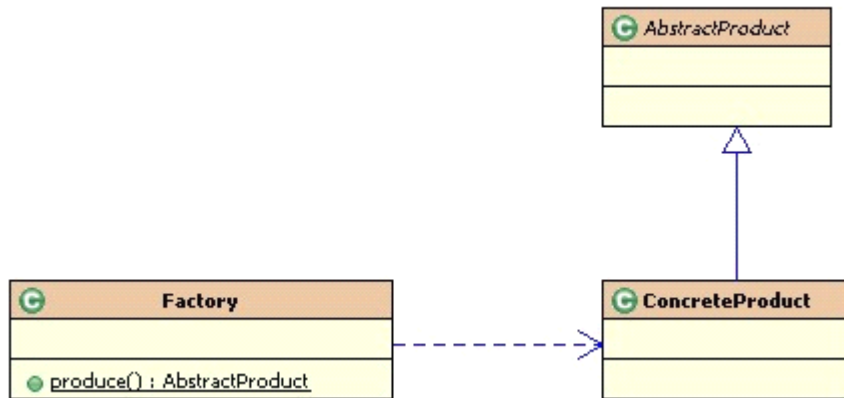 AbstractProduct
Factory
ConcreteProduct
produce() : AbstractProduct